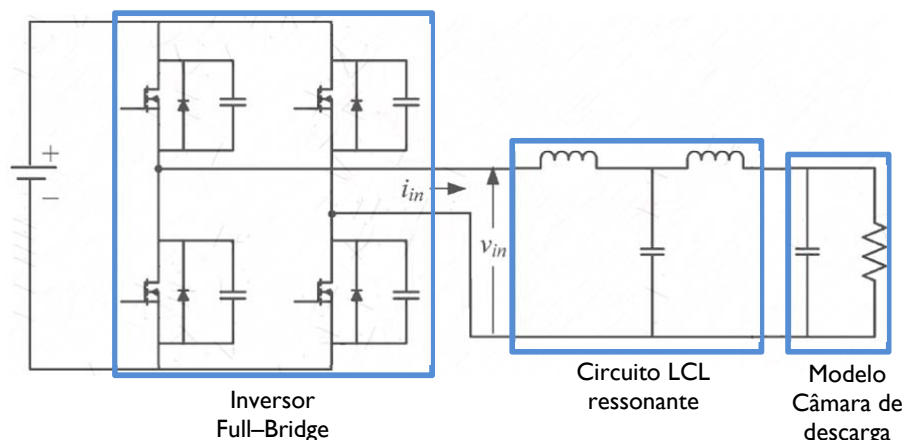 +
−
i_in
v_in
Inversor
Full–Bridge
Circuito LCL
ressonante
Modelo
Câmara de
descarga